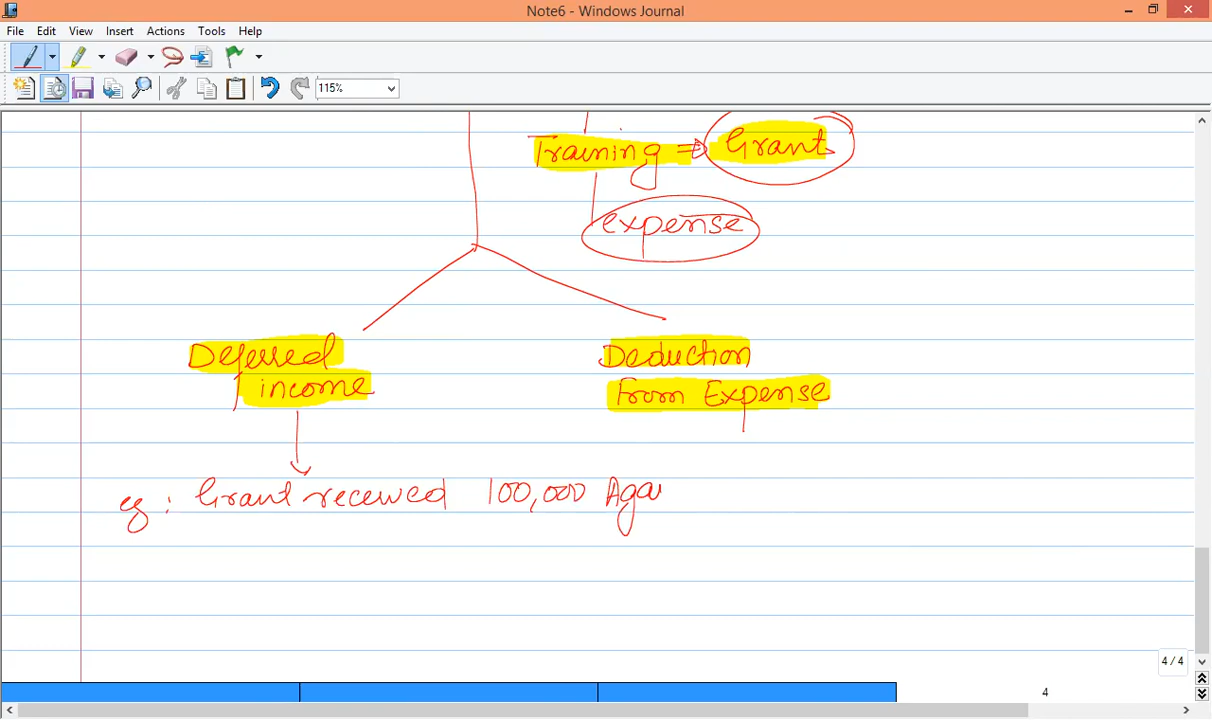 Note6 - Windows Journal
File Edit View Insert Actions Tools Help
115%
Training ⇒ Grant
expense
Deferred
income
Deduction
From Expense
eg: Grant received 100,000 Aga
4 / 4
4